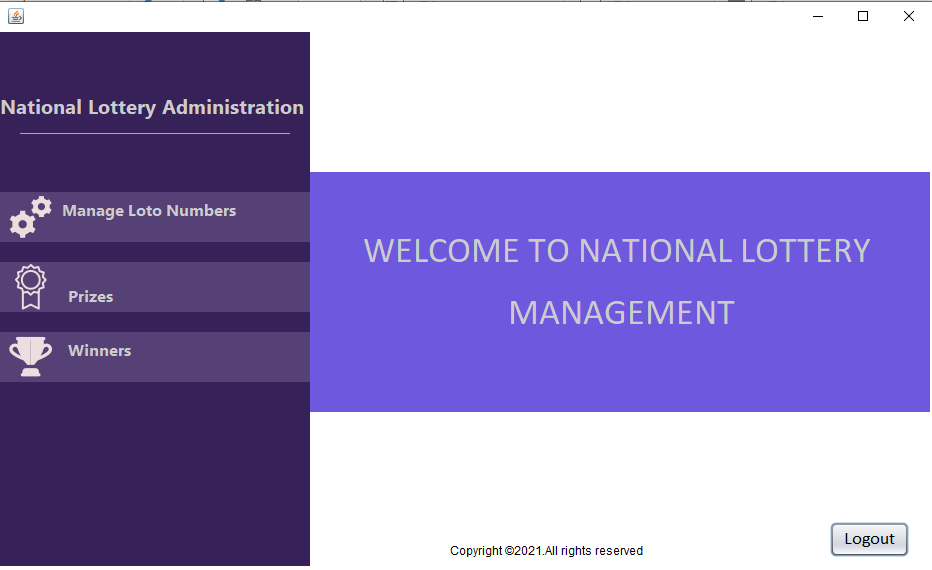 National Lottery Administration
Manage Loto Numbers
Prizes
Winners
WELCOME TO NATIONAL LOTTERY
MANAGEMENT
Copyright ©2021.All rights reserved
Logout